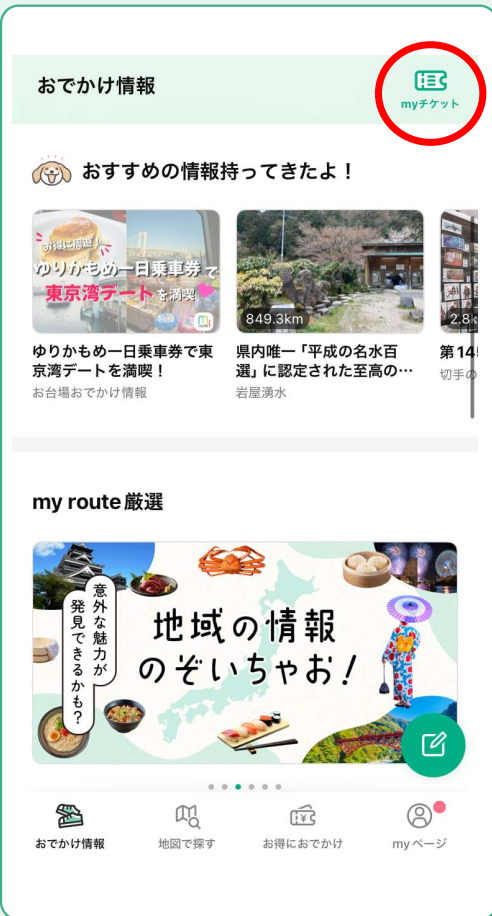 おでかけ情報
myチケット
おすすめの情報持ってきたよ！
お得に周遊！
ゆりかもめ一日乗車券で
東京湾デートを満喫
849.3km
2.8k
ゆりかもめ一日乗車券で東
京湾デートを満喫！
お台場おでかけ情報
県内唯一「平成の名水百
選」に認定された至高の…
岩屋湧水
第14
切手の
my route 厳選
意外な魅力が
発見できるかも？
地域の情報
のぞいちゃお！
おでかけ情報
地図で探す
お得におでかけ
my ページ